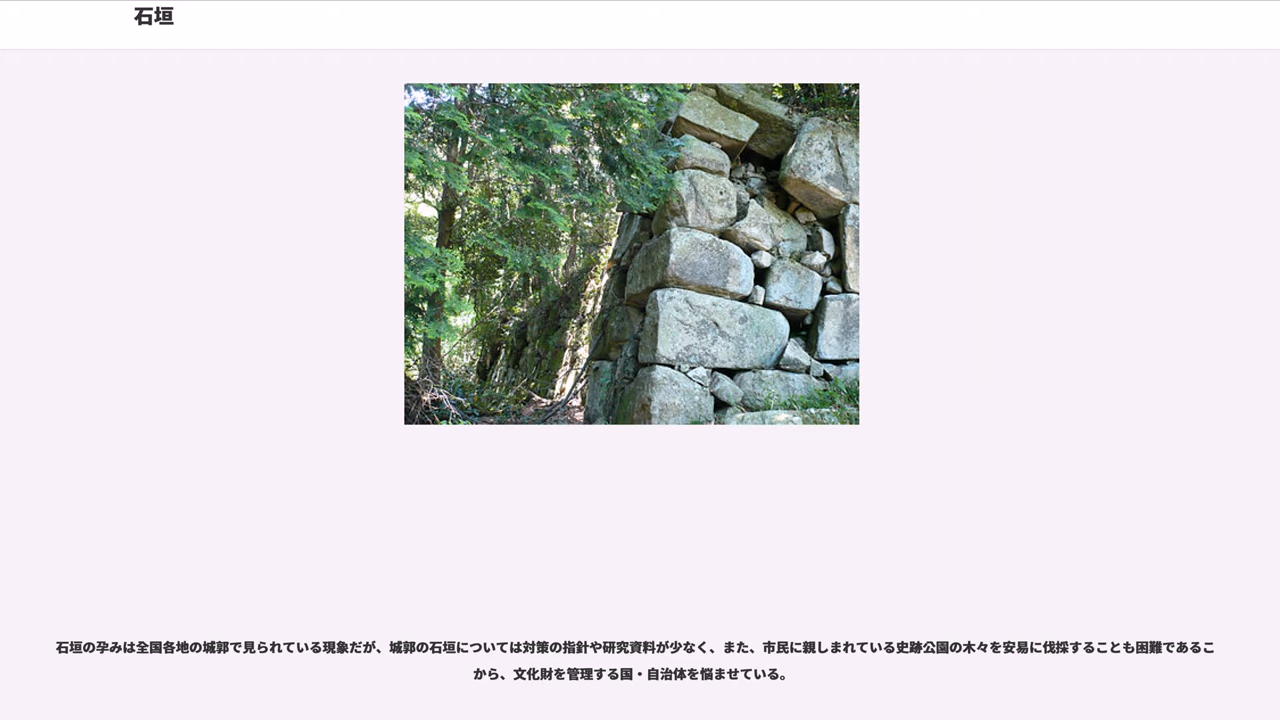 石垣
石垣の孕みは全国各地の城郭で見られている現象だが、城郭の石垣については対策の指針や研究資料が少なく、また、市民に親しまれている史跡公園の木々を安易に伐採することも困難であるこ
から、文化財を管理する国・自治体を悩ませている。